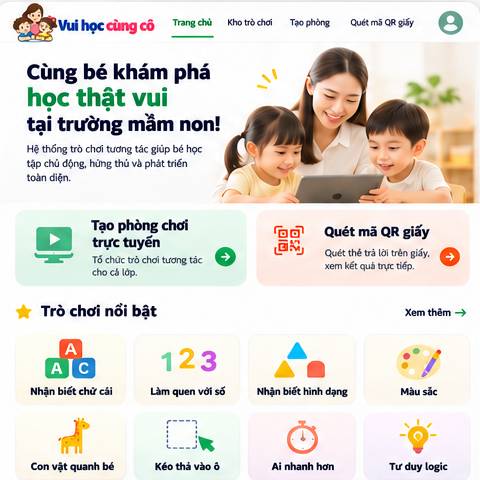 Vui học cùng cô
Trang chủ
Kho trò chơi
Tạo phòng
Quét mã QR giấy
Cùng bé khám phá
học thật vui
tại trường mầm non!
Hệ thống trò chơi tương tác giúp bé học
tập chủ động, hứng thú và phát triển
toàn diện.
Tạo phòng chơi
trực tuyến
Tổ chức trò chơi tương tác
cho cả lớp.
Quét mã QR giấy
Quét thẻ trả lời trên giấy,
xem kết quả trực tiếp.
Trò chơi nổi bật
Xem thêm
A
A
C
Nhận biết chữ cái
1 2 3
Làm quen với số
Nhận biết hình dạng
Màu sắc
Con vật quanh bé
Kéo thả vào ô
Ai nhanh hơn
Tư duy logic